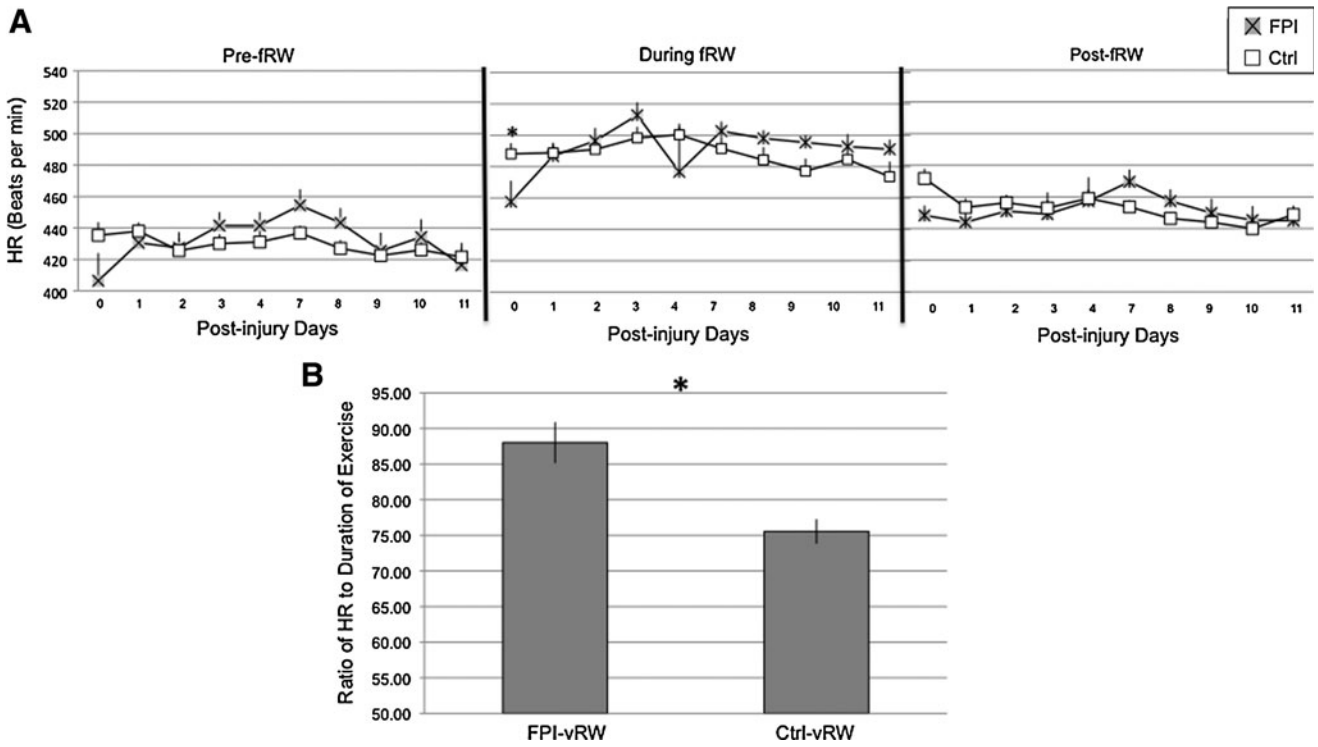 A
FPI
Ctrl
Pre-fRW
During fRW
Post-fRW
HR (Beats per min)
540
520
500
480
460
440
420
400
*
0 1 2 3 4 7 8 9 10 11
0 1 2 3 4 7 8 9 10 11
0 1 2 3 4 7 8 9 10 11
Post-injury Days
Post-injury Days
Post-injury Days
B
*
Ratio of HR to Duration of Exercise
95.00
90.00
85.00
80.00
75.00
70.00
65.00
60.00
55.00
50.00
FPI-vRW
Ctrl-vRW